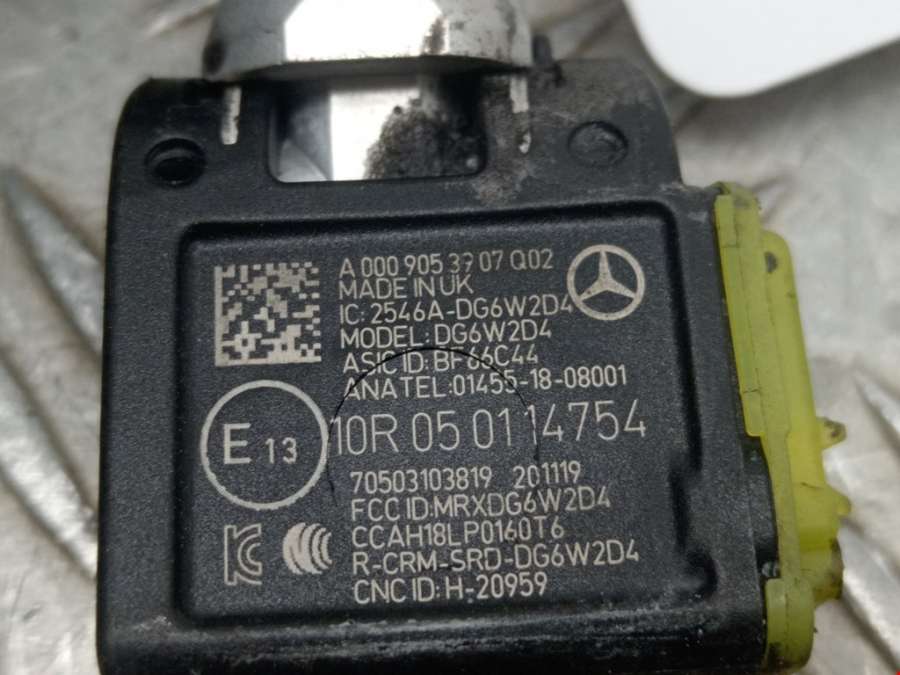 A 000 905 39 07 Q02
MADE IN UK
IC: 2546A-DG6W2D4
MODEL: DG6W2D4
ASIC ID: BF66C44
ANATEL: 01455-18-08001
E 13
10R 05 0114754
70503103819 201119
FCC ID: MRXDG6W2D4
CCAH18LP0160T6
R-CRM-SRD-DG6W2D4
CNC ID: H-20959